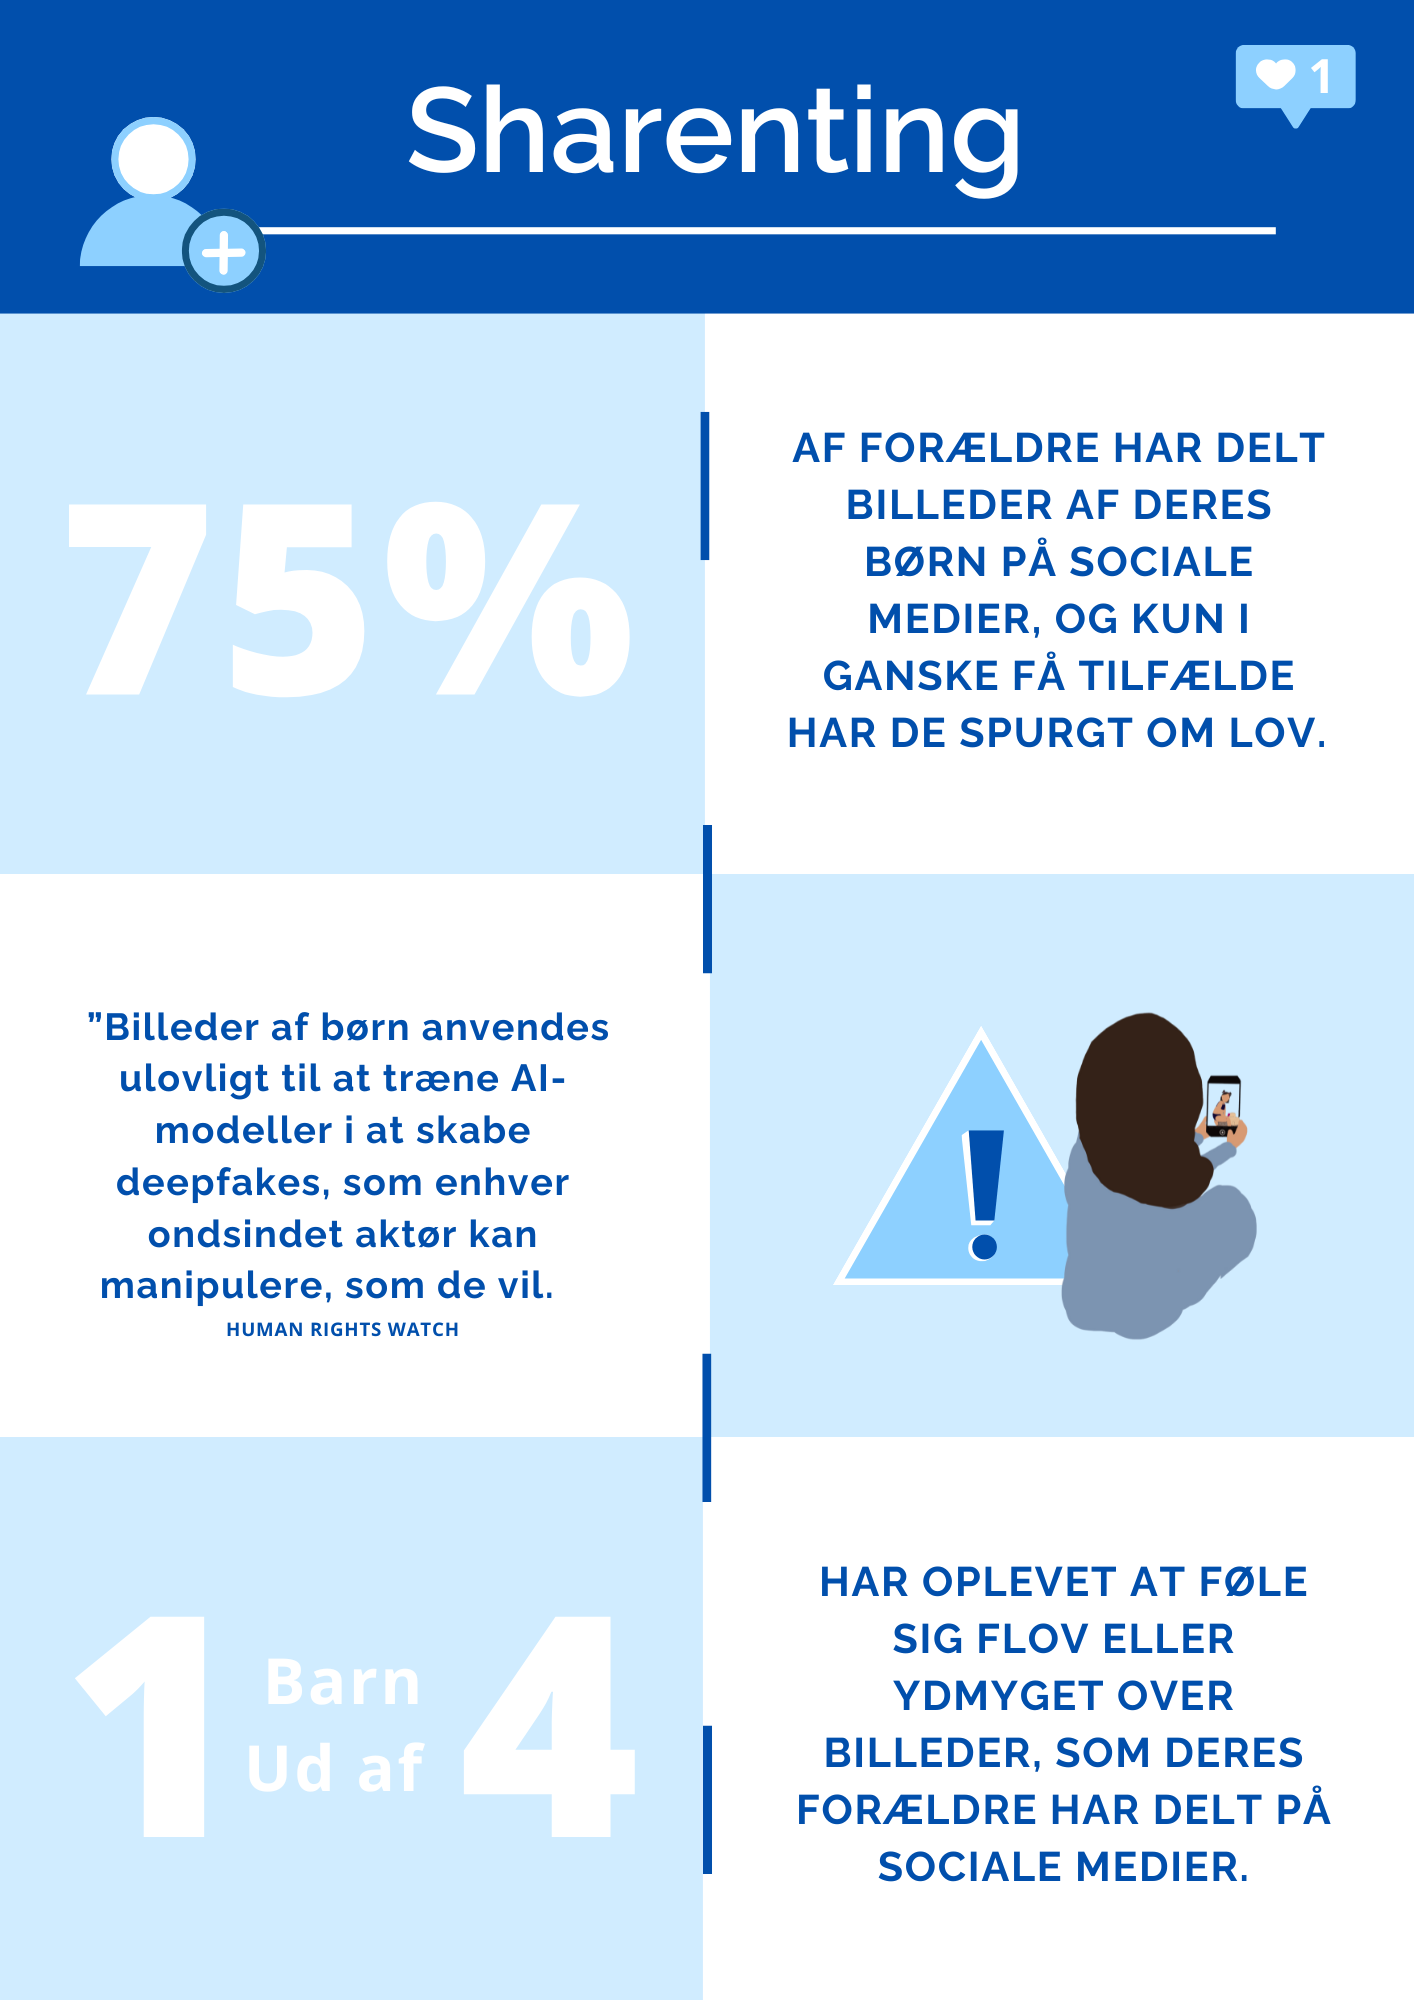 Sharenting
1
75%
AF FORÆLDRE HAR DELT
BILLEDER AF DERES
BØRN PÅ SOCIALE
MEDIER, OG KUN I
GANSKE FÅ TILFÆLDE
HAR DE SPURGT OM LOV.
”Billeder af børn anvendes
ulovligt til at træne AI-
modeller i at skabe
deepfakes, som enhver
ondsindet aktør kan
manipulere, som de vil.
HUMAN RIGHTS WATCH
1 Barn
Ud af 4
HAR OPLEVET AT FØLE
SIG FLOV ELLER
YDMYGET OVER
BILLEDER, SOM DERES
FORÆLDRE HAR DELT PÅ
SOCIALE MEDIER.